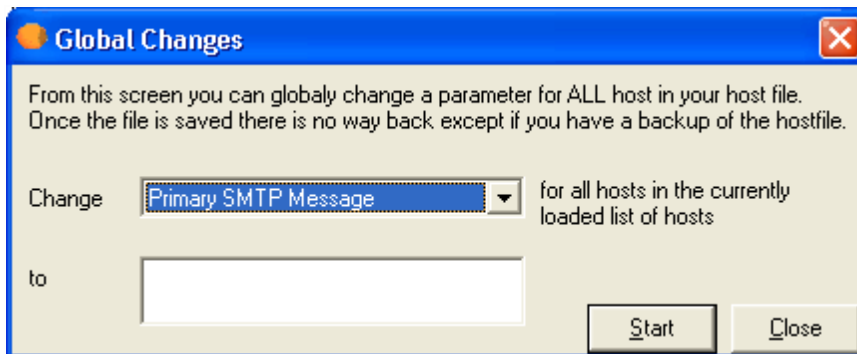 Global Changes
From this screen you can globaly change a parameter for ALL host in your host file.
Once the file is saved there is no way back except if you have a backup of the hostfile.
Change
Primary SMTP Message
for all hosts in the currently
loaded list of hosts
to
Start
Close